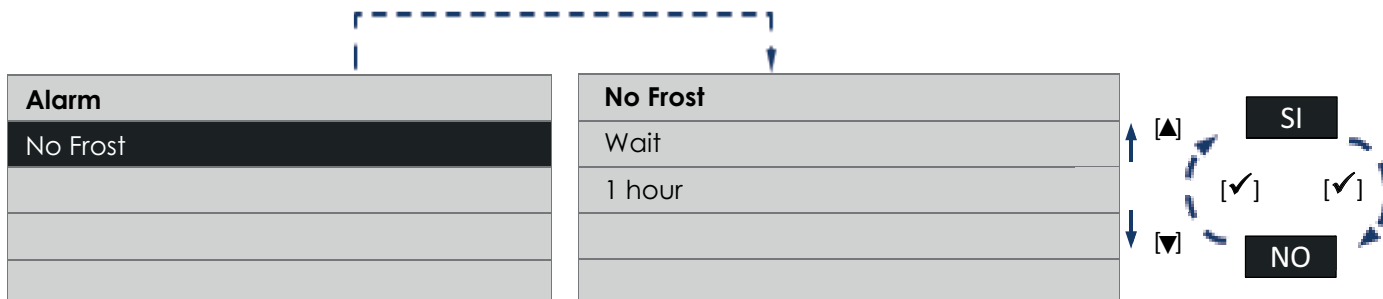 Alarm
No Frost
No Frost
Wait
1 hour
[▲]
[▼]
SI
[✓] [✓]
NO